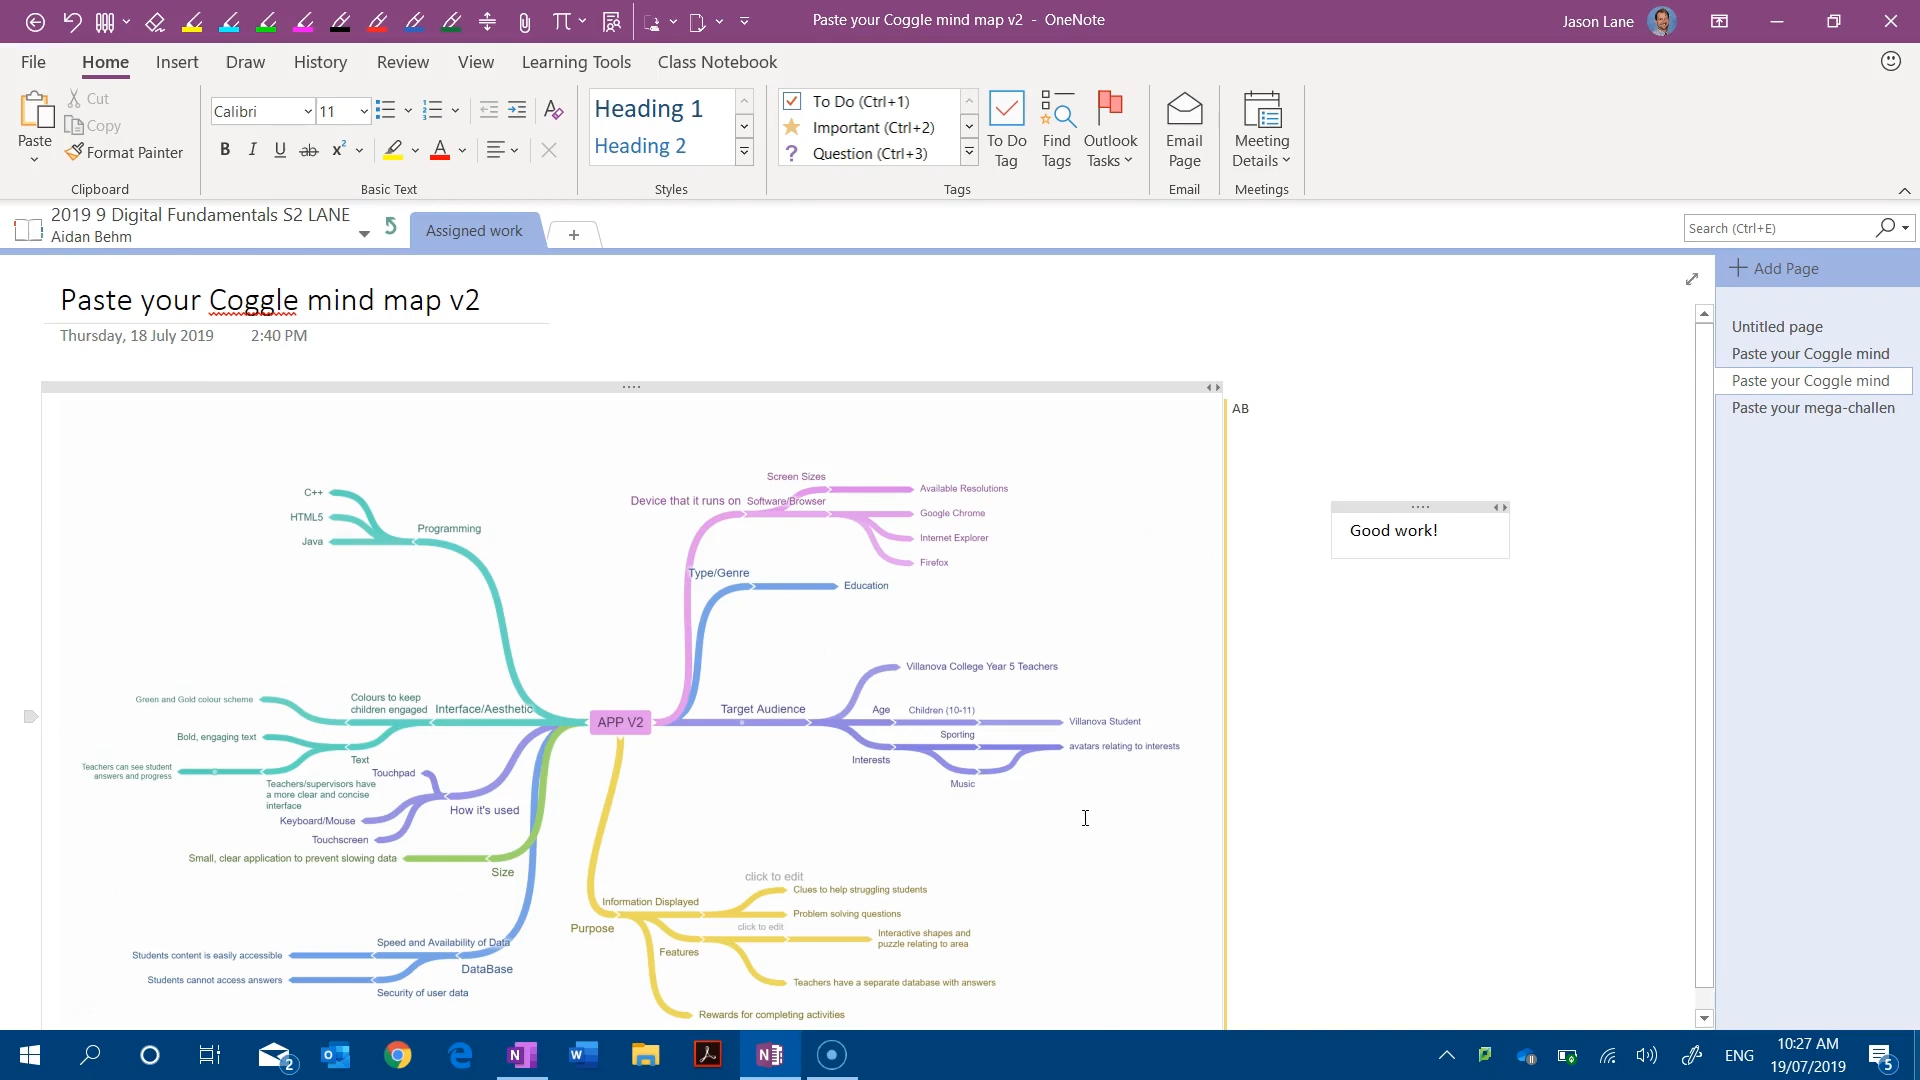 Paste your Coggle mind map v2 - OneNote
Jason Lane
File Home Insert Draw History Review View Learning Tools Class Notebook
Paste
Cut
Copy
Format Painter
Clipboard
Calibri 11
B I U ab x² A
Basic Text
Heading 1
Heading 2
Styles
To Do (Ctrl+1)
Important (Ctrl+2)
Question (Ctrl+3)
To Do Tag
Find Tags
Outlook Tasks
Tags
Email Page
Email
Meeting Details
Meetings
2019 9 Digital Fundamentals S2 LANE
Aidan Behm
Assigned work
Search (Ctrl+E)
Add Page
Untitled page
Paste your Coggle mind
Paste your Coggle mind
Paste your mega-challen
Paste your Coggle mind map v2
Thursday, 18 July 2019 2:40 PM
AB
Good work!
C++
HTML5
Java
Programming
Screen Sizes
Device that it runs on
Software/Browser
Available Resolutions
Google Chrome
Internet Explorer
Firefox
Type/Genre
Education
Villanova College Year 5 Teachers
Target Audience
Age
Children (10-11)
Villanova Student
Sporting
avatars relating to interests
Interests
Music
APP V2
Green and Gold colour scheme
Colours to keep
children engaged
Interface/Aesthetic
Bold, engaging text
Text
Teachers can see student
answers and progress
Teachers/supervisors have
a more clear and concise
interface
Touchpad
How it's used
Keyboard/Mouse
Touchscreen
Small, clear application to prevent slowing data
Size
click to edit
Clues to help struggling students
Information Displayed
Problem solving questions
Purpose
click to edit
Interactive shapes and
puzzle relating to area
Features
Teachers have a separate database with answers
Rewards for completing activities
Speed and Availability of Data
Students content is easily accessible
DataBase
Students cannot access answers
Security of user data
2
ENG
10:27 AM
19/07/2019
5